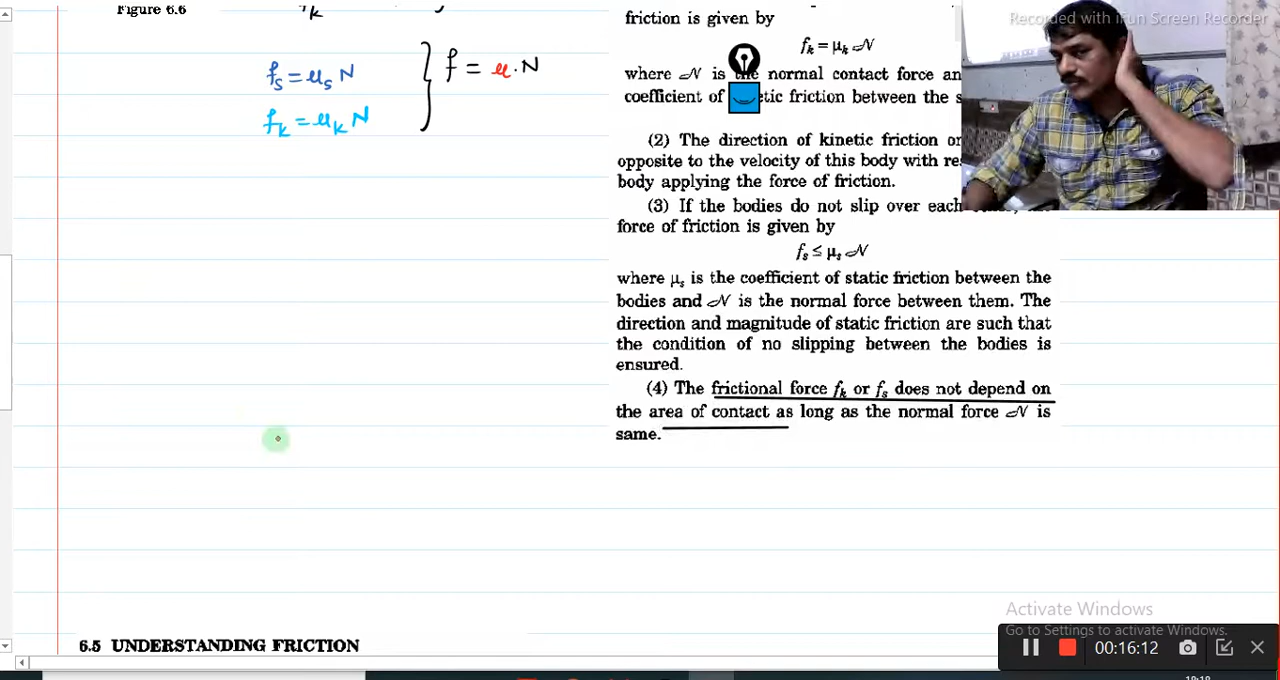 Figure 6.6
fₛ = μₛ N
fₖ = μₖ N
f = μ · N
friction is given by
fₖ = μₖ N
where N is the normal contact force an
coefficient of etic friction between the s
(2) The direction of kinetic friction on
opposite to the velocity of this body with res
body applying the force of friction.
(3) If the bodies do not slip over each
force of friction is given by
fₛ ≤ μₛ N
where μₛ is the coefficient of static friction between the
bodies and N is the normal force between them. The
direction and magnitude of static friction are such that
the condition of no slipping between the bodies is
ensured.
(4) The frictional force fₖ or fₛ does not depend on
the area of contact as long as the normal force N is
same.
6.5 UNDERSTANDING FRICTION
Recorded with iFun Screen Recorder
Activate Windows
Go to Settings to activate Windows.
00:16:12